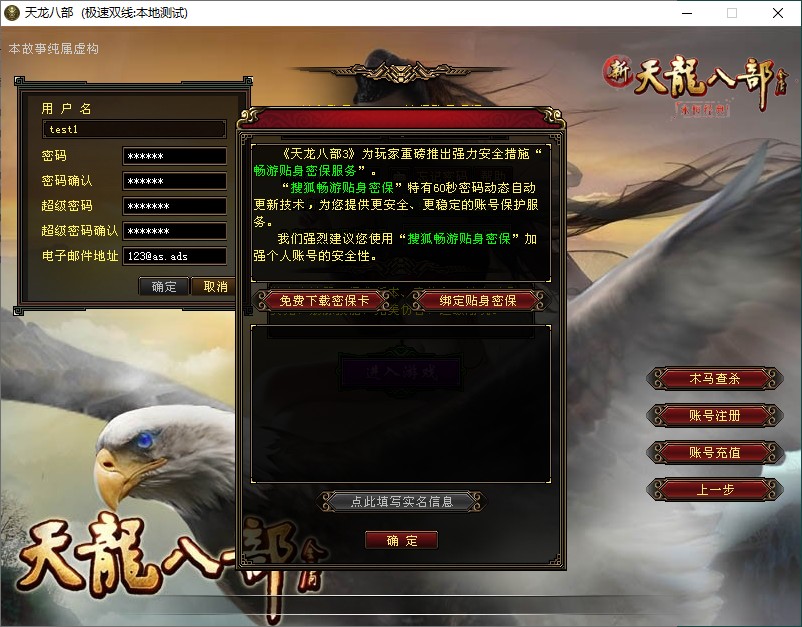 天龙八部 (极速双线:本地测试)
本故事纯属虚构
新天龍八部
用 户 名
test1
密码 ******
密码确认 ******
超级密码 *******
超级密码确认 *******
电子邮件地址 123@as.ads
确定 取消
《天龙八部3》为玩家重磅推出强力安全措施“
畅游贴身密保服务”。
“搜狐畅游贴身密保”特有60秒密码动态自动
更新技术，为您提供更安全、更稳定的账号保护服
务。
我们强烈建议您使用“搜狐畅游贴身密保”加
强个人账号的安全性。
免费下载密保卡 绑定贴身密保
进入游戏
点此填写实名信息
确 定
木马查杀
账号注册
账号充值
上一步
天龍八部